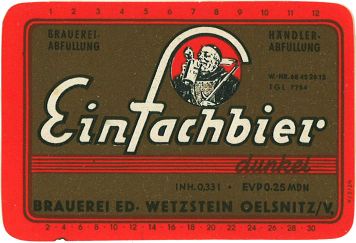 1 2 3 4 5 6 7 8 9 10 11 12
BRAUEREI-
ABFÜLLUNG
HÄNDLER-
ABFÜLLUNG
TGL 7764
Einfachbier
dunkel
INH. 0,33 l • EVP 0.25 MDN
BRAUEREI ED. WETZSTEIN OELSNITZ/V.
2 · 4 · 6 · 8 · 10 · 12 · 14 · 16 · 18 · 20 · 22 · 24 · 26 · 28 · 30